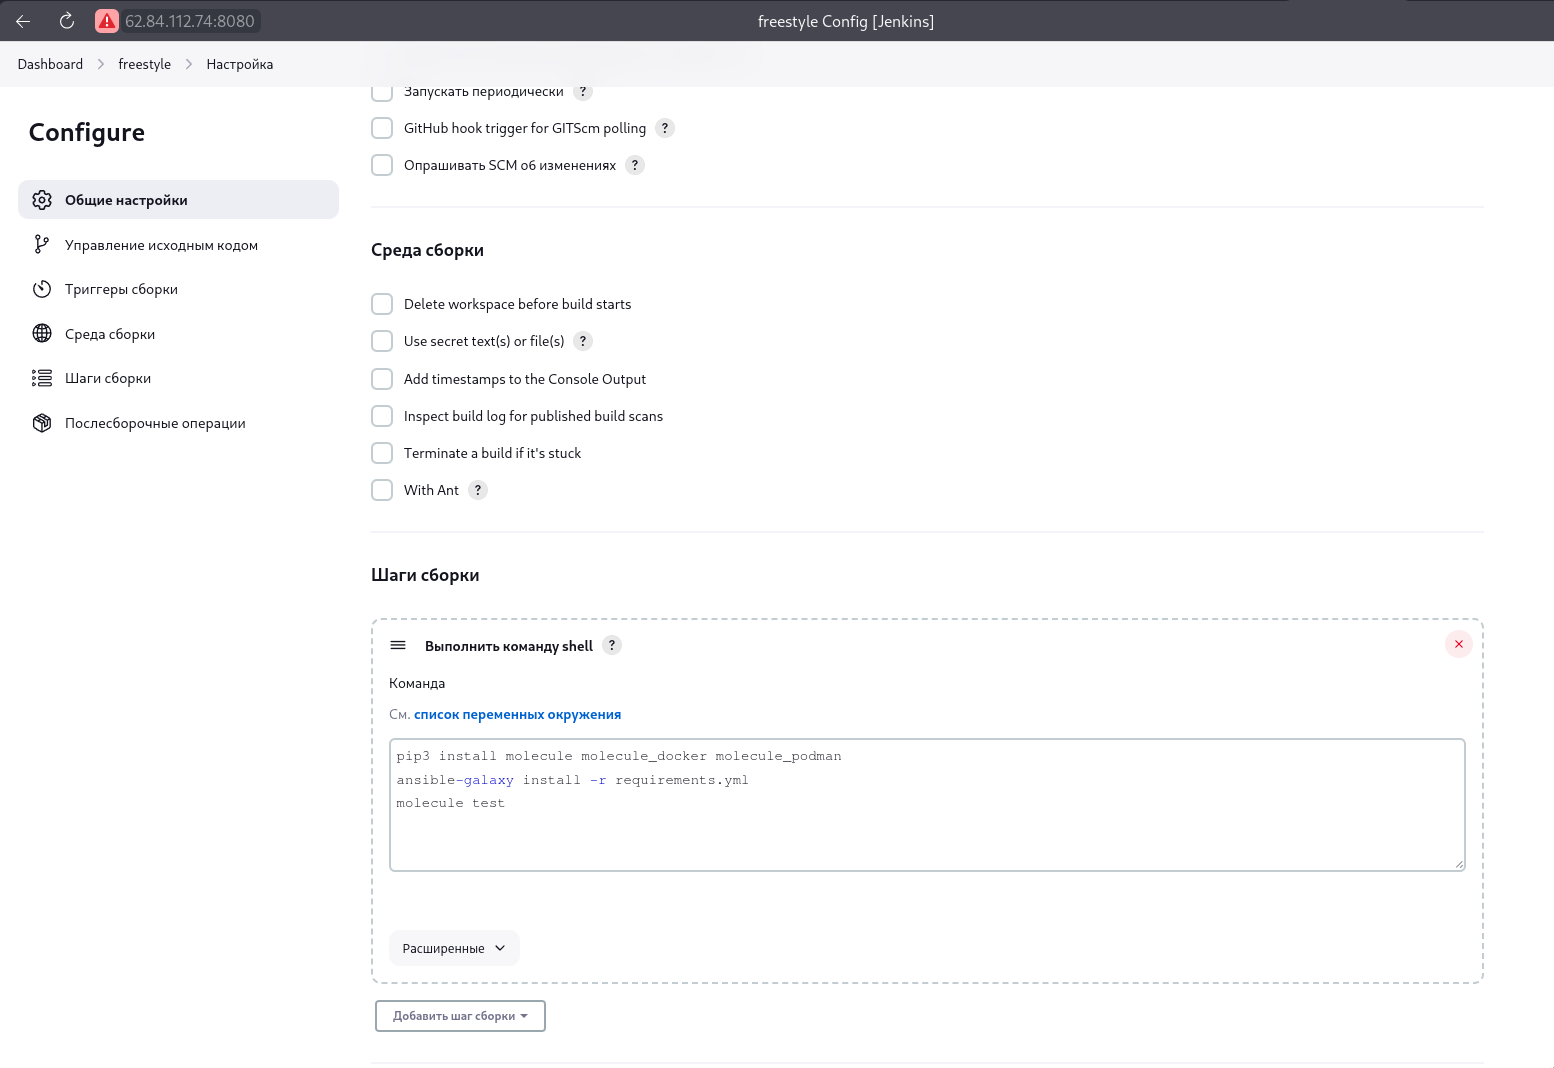 62.84.112.74:8080
freestyle Config [Jenkins]
Dashboard
freestyle
Настройка
Configure
Общие настройки
Управление исходным кодом
Триггеры сборки
Среда сборки
Шаги сборки
Послесборочные операции
Запускать периодически ?
GitHub hook trigger for GITScm polling ?
Опрашивать SCM об изменениях ?
Среда сборки
Delete workspace before build starts
Use secret text(s) or file(s) ?
Add timestamps to the Console Output
Inspect build log for published build scans
Terminate a build if it's stuck
With Ant ?
Шаги сборки
Выполнить команду shell ?
Команда
См. список переменных окружения
pip3 install molecule molecule_docker molecule_podman
ansible-galaxy install -r requirements.yml
molecule test
Расширенные
Добавить шаг сборки